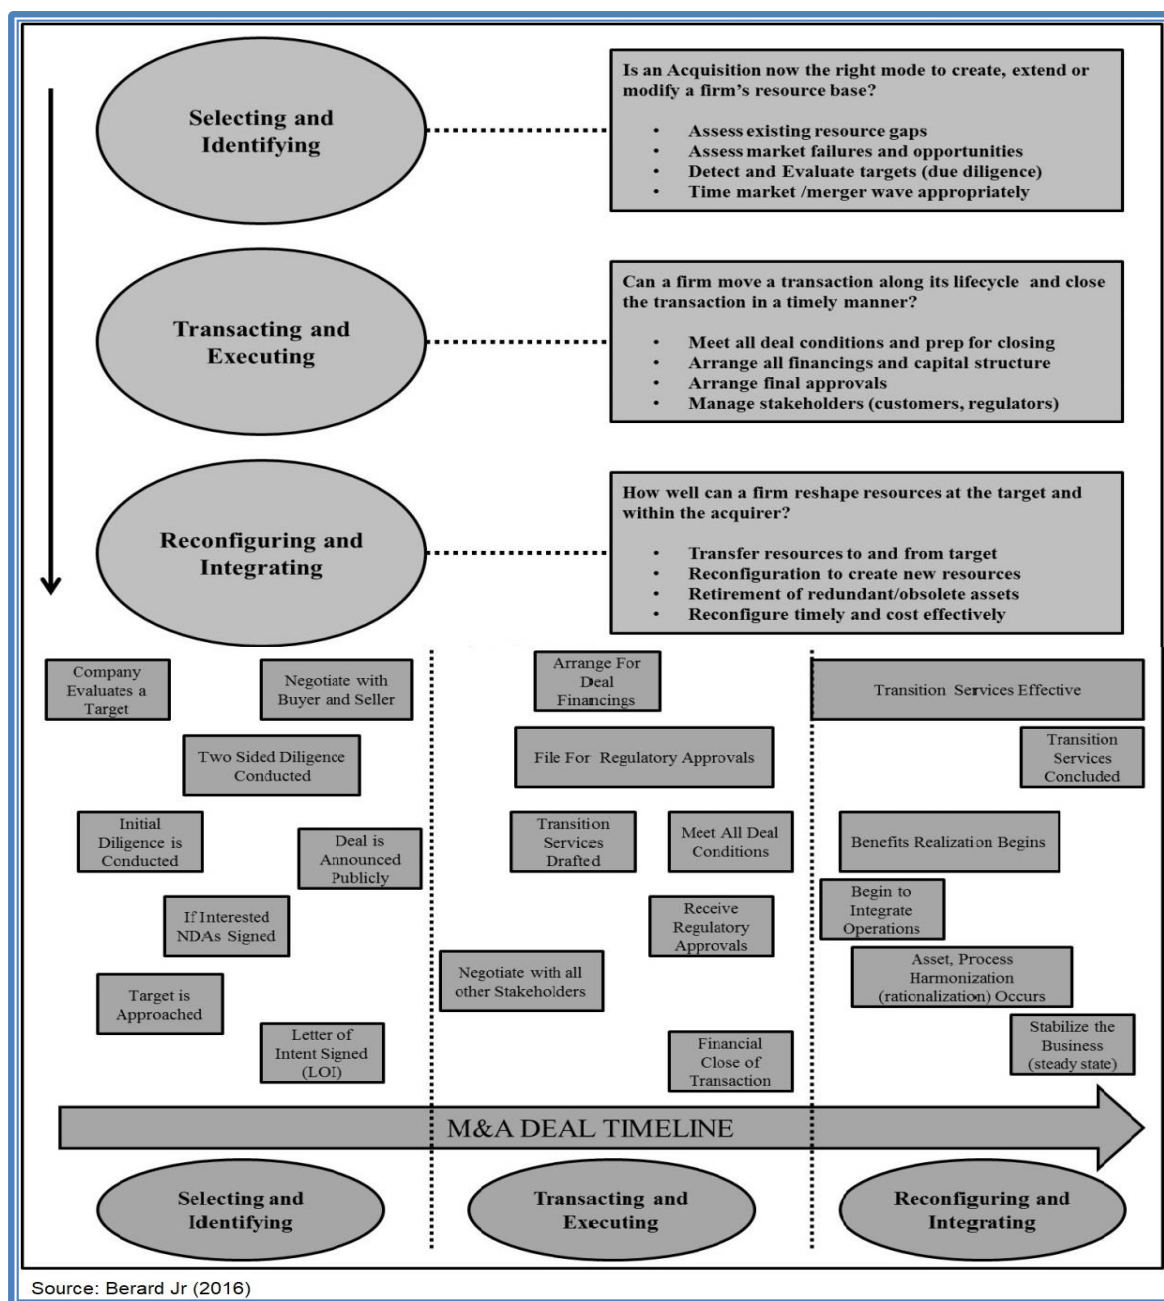 Selecting and
Identifying
Is an Acquisition now the right mode to create, extend or
modify a firm's resource base?
• Assess existing resource gaps
• Assess market failures and opportunities
• Detect and Evaluate targets (due diligence)
• Time market /merger wave appropriately
Transacting and
Executing
Can a firm move a transaction along its lifecycle and close
the transaction in a timely manner?
• Meet all deal conditions and prep for closing
• Arrange all financings and capital structure
• Arrange final approvals
• Manage stakeholders (customers, regulators)
Reconfiguring and
Integrating
How well can a firm reshape resources at the target and
within the acquirer?
• Transfer resources to and from target
• Reconfiguration to create new resources
• Retirement of redundant/obsolete assets
• Reconfigure timely and cost effectively
Company
Evaluates a
Target
Negotiate with
Buyer and Seller
Two Sided Diligence
Conducted
Initial
Diligence is
Conducted
Deal is
Announced
Publicly
If Interested
NDAs Signed
Target is
Approached
Letter of
Intent Signed
(LOI)
Arrange For
Deal
Financings
File For Regulatory Approvals
Transition
Services
Drafted
Meet All Deal
Conditions
Receive
Regulatory
Approvals
Negotiate with all
other Stakeholders
Financial
Close of
Transaction
Transition Services Effective
Transition
Services
Concluded
Benefits Realization Begins
Begin to
Integrate
Operations
Asset, Process
Harmonization
(rationalization) Occurs
Stabilize the
Business
(steady state)
M&A DEAL TIMELINE
Selecting and
Identifying
Transacting and
Executing
Reconfiguring and
Integrating
Source: Berard Jr (2016)